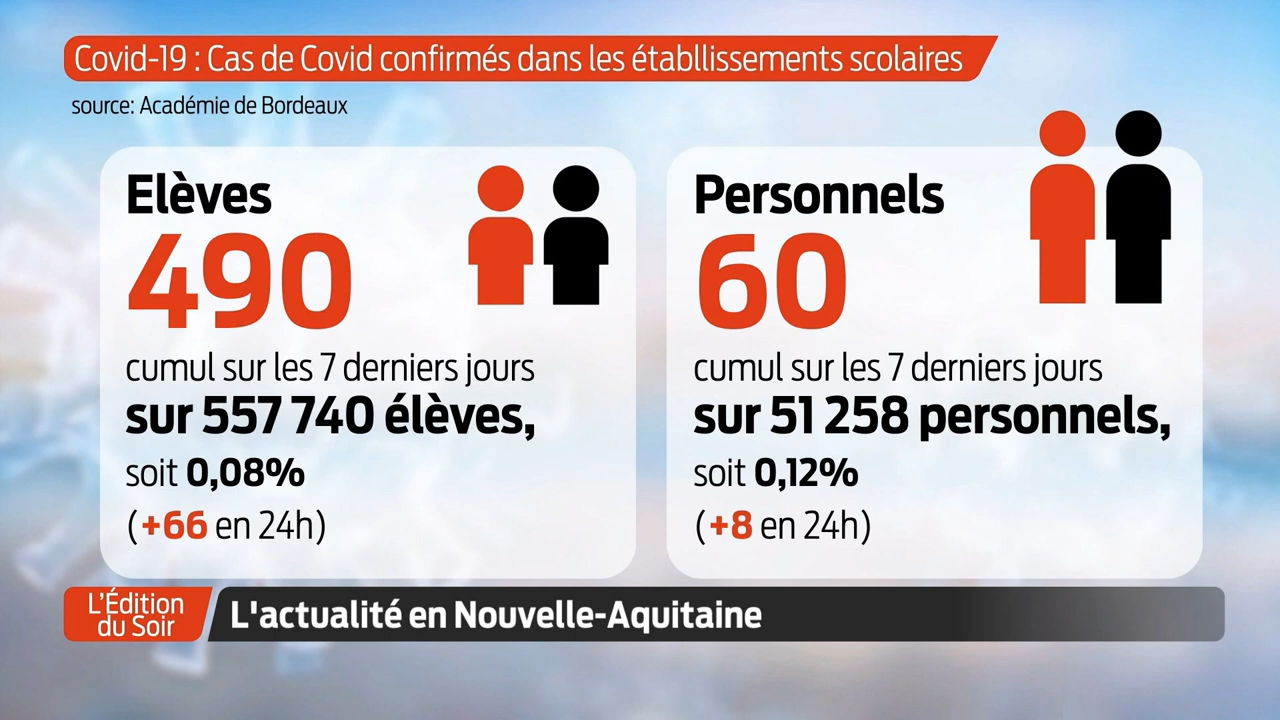 Covid-19 : Cas de Covid confirmés dans les établlissements scolaires
source: Académie de Bordeaux
Elèves
490
cumul sur les 7 derniers jours
sur 557 740 élèves,
soit 0,08%
(+66 en 24h)
Personnels
60
cumul sur les 7 derniers jours
sur 51 258 personnels,
soit 0,12%
(+8 en 24h)
L'Édition
du Soir
L'actualité en Nouvelle-Aquitaine